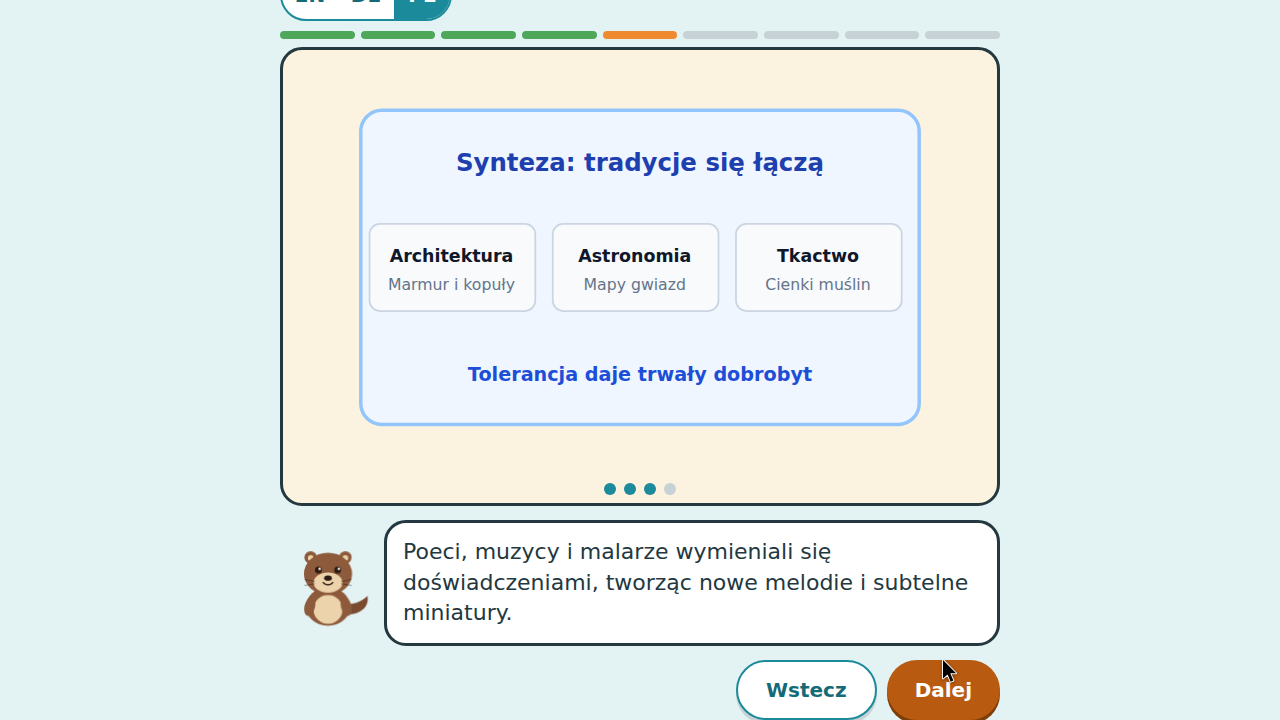 Synteza: tradycje się łączą
Architektura
Marmur i kopuły
Astronomia
Mapy gwiazd
Tkactwo
Cienki muślin
Tolerancja daje trwały dobrobyt
Poeci, muzycy i malarze wymieniali się
doświadczeniami, tworząc nowe melodie i subtelne
miniatury.
Wstecz
Dalej